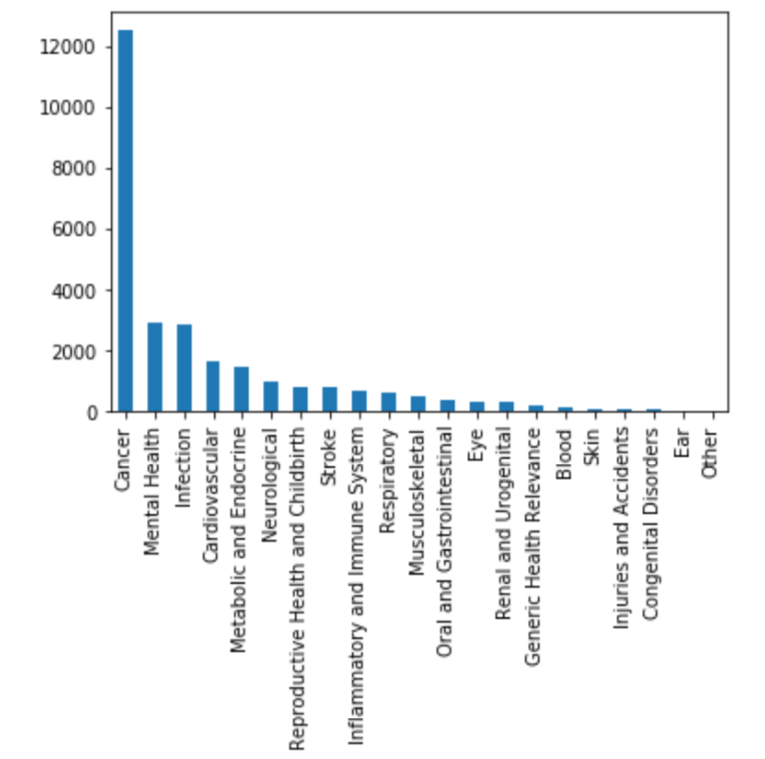 12000
10000
8000
6000
4000
2000
0
Cancer
Mental Health
Infection
Cardiovascular
Metabolic and Endocrine
Neurological
Reproductive Health and Childbirth
Stroke
Inflammatory and Immune System
Respiratory
Musculoskeletal
Oral and Gastrointestinal
Eye
Renal and Urogenital
Generic Health Relevance
Blood
Skin
Injuries and Accidents
Congenital Disorders
Ear
Other